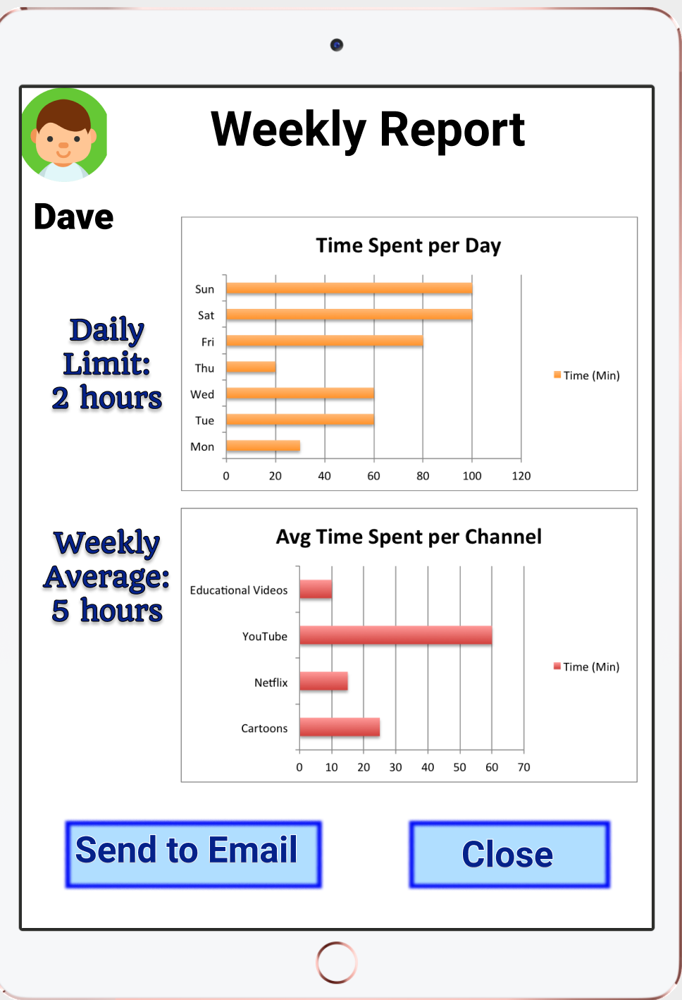 Weekly Report
Dave
Daily
Limit:
2 hours
Time Spent per Day
Sun
Sat
Fri
Thu
Wed
Tue
Mon
0 20 40 60 80 100 120
Time (Min)
Weekly
Average:
5 hours
Avg Time Spent per Channel
Educational Videos
YouTube
Netflix
Cartoons
0 10 20 30 40 50 60 70
Time (Min)
Send to Email
Close